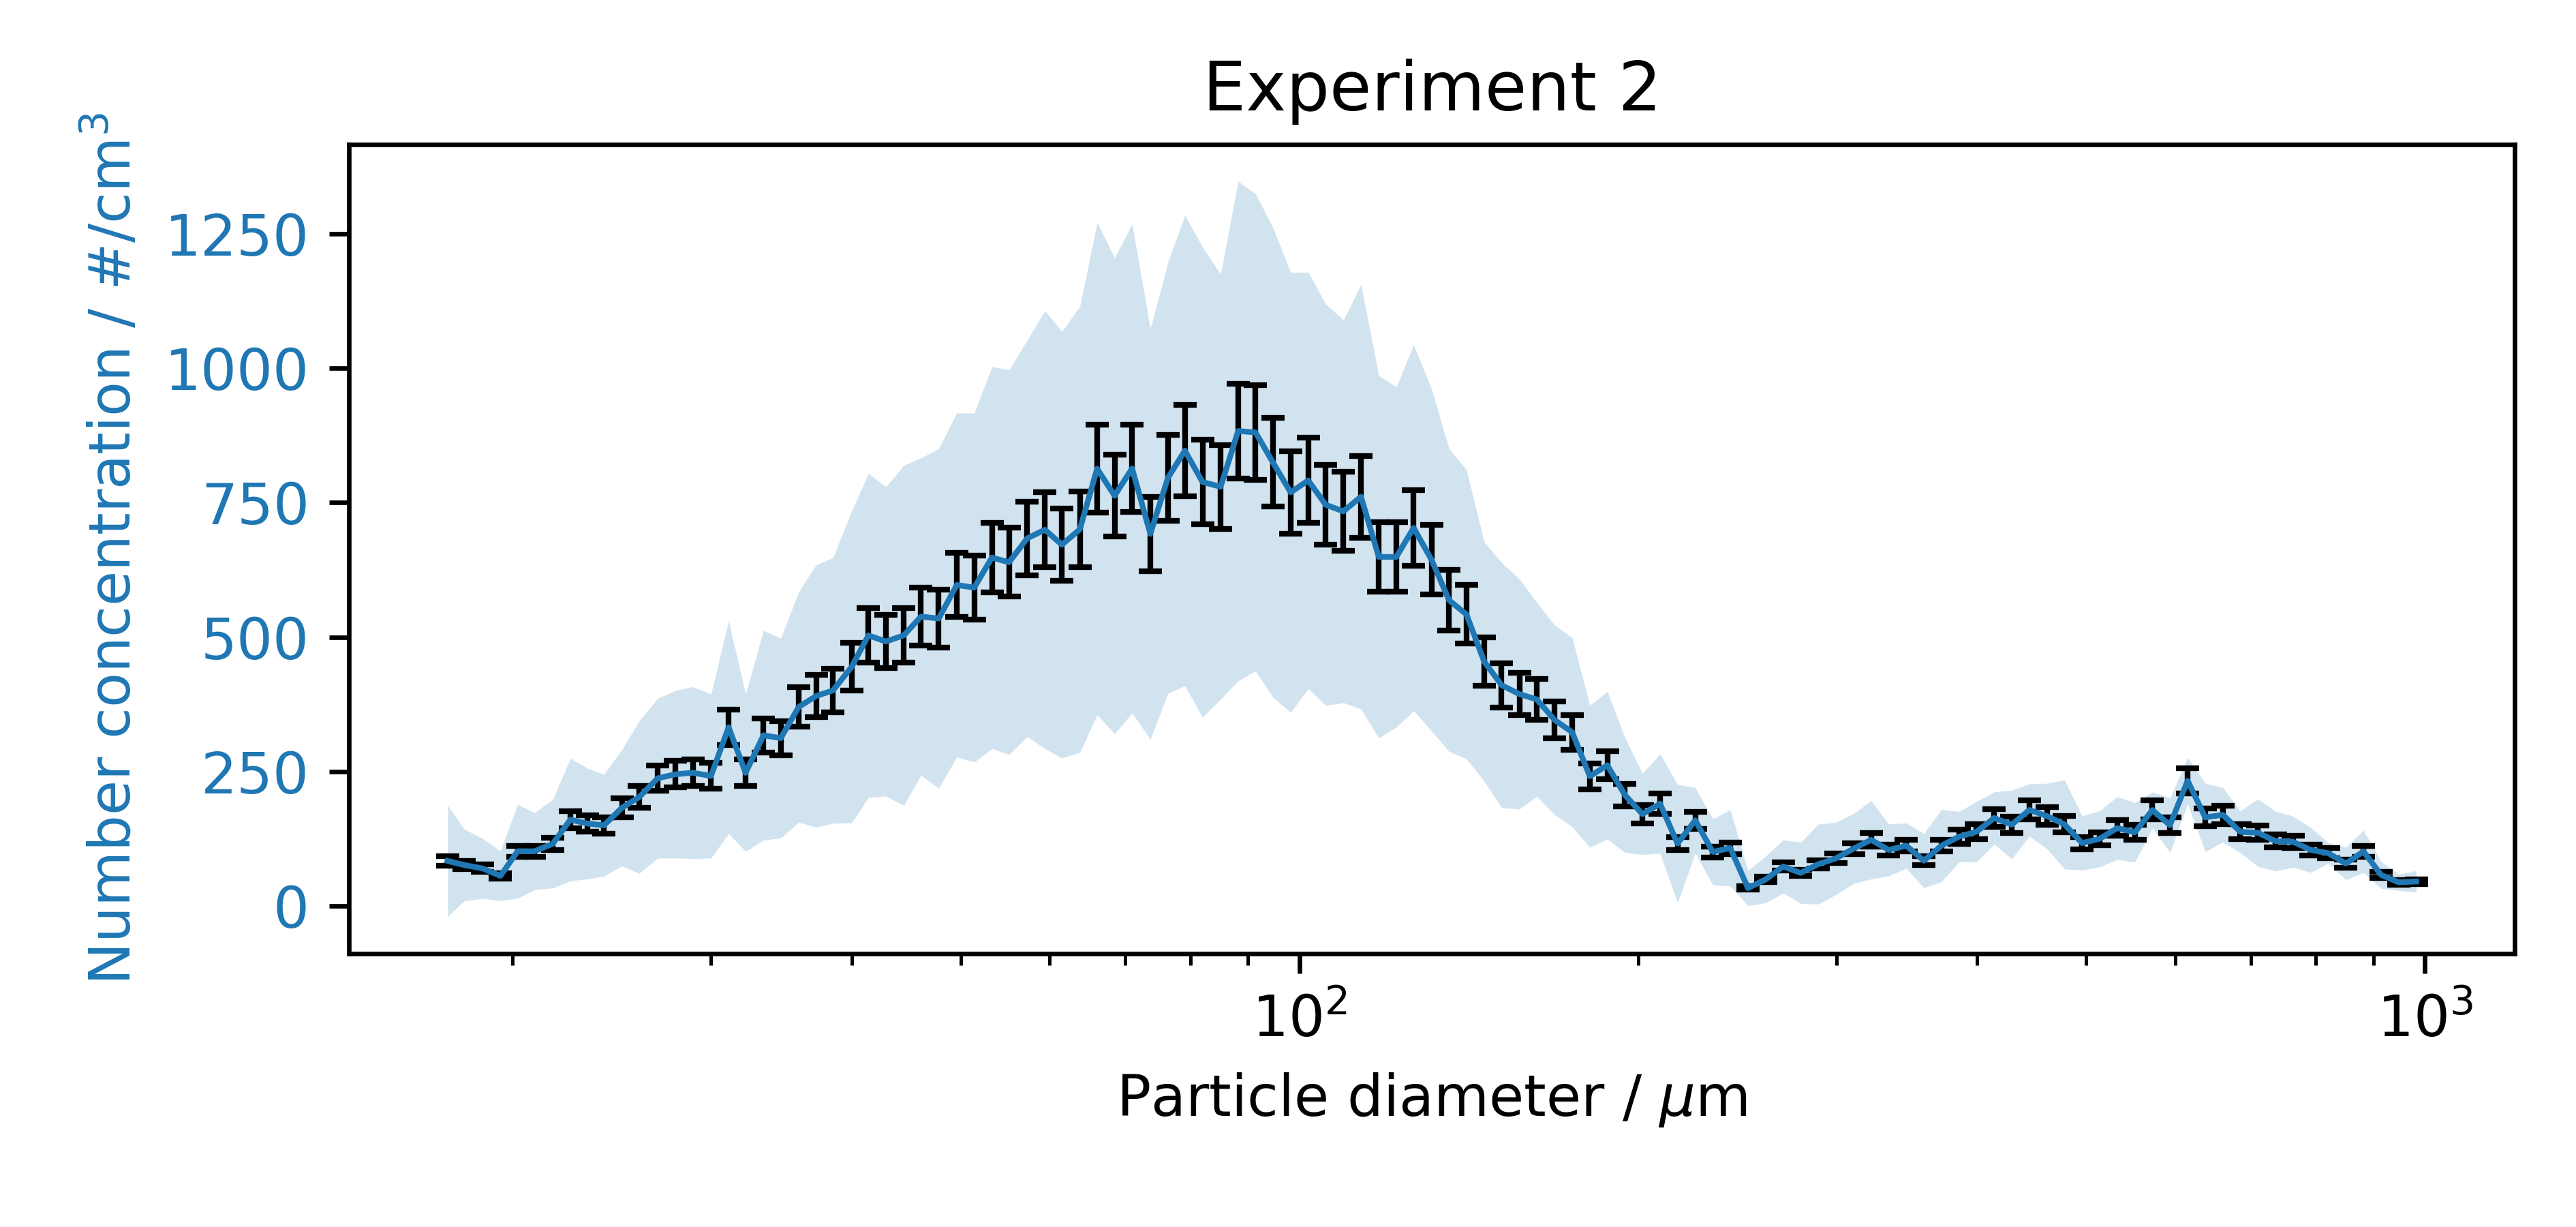 Experiment 2
Number concentration / #/cm³
1250
1000
750
500
250
0
10²
10³
Particle diameter / μm